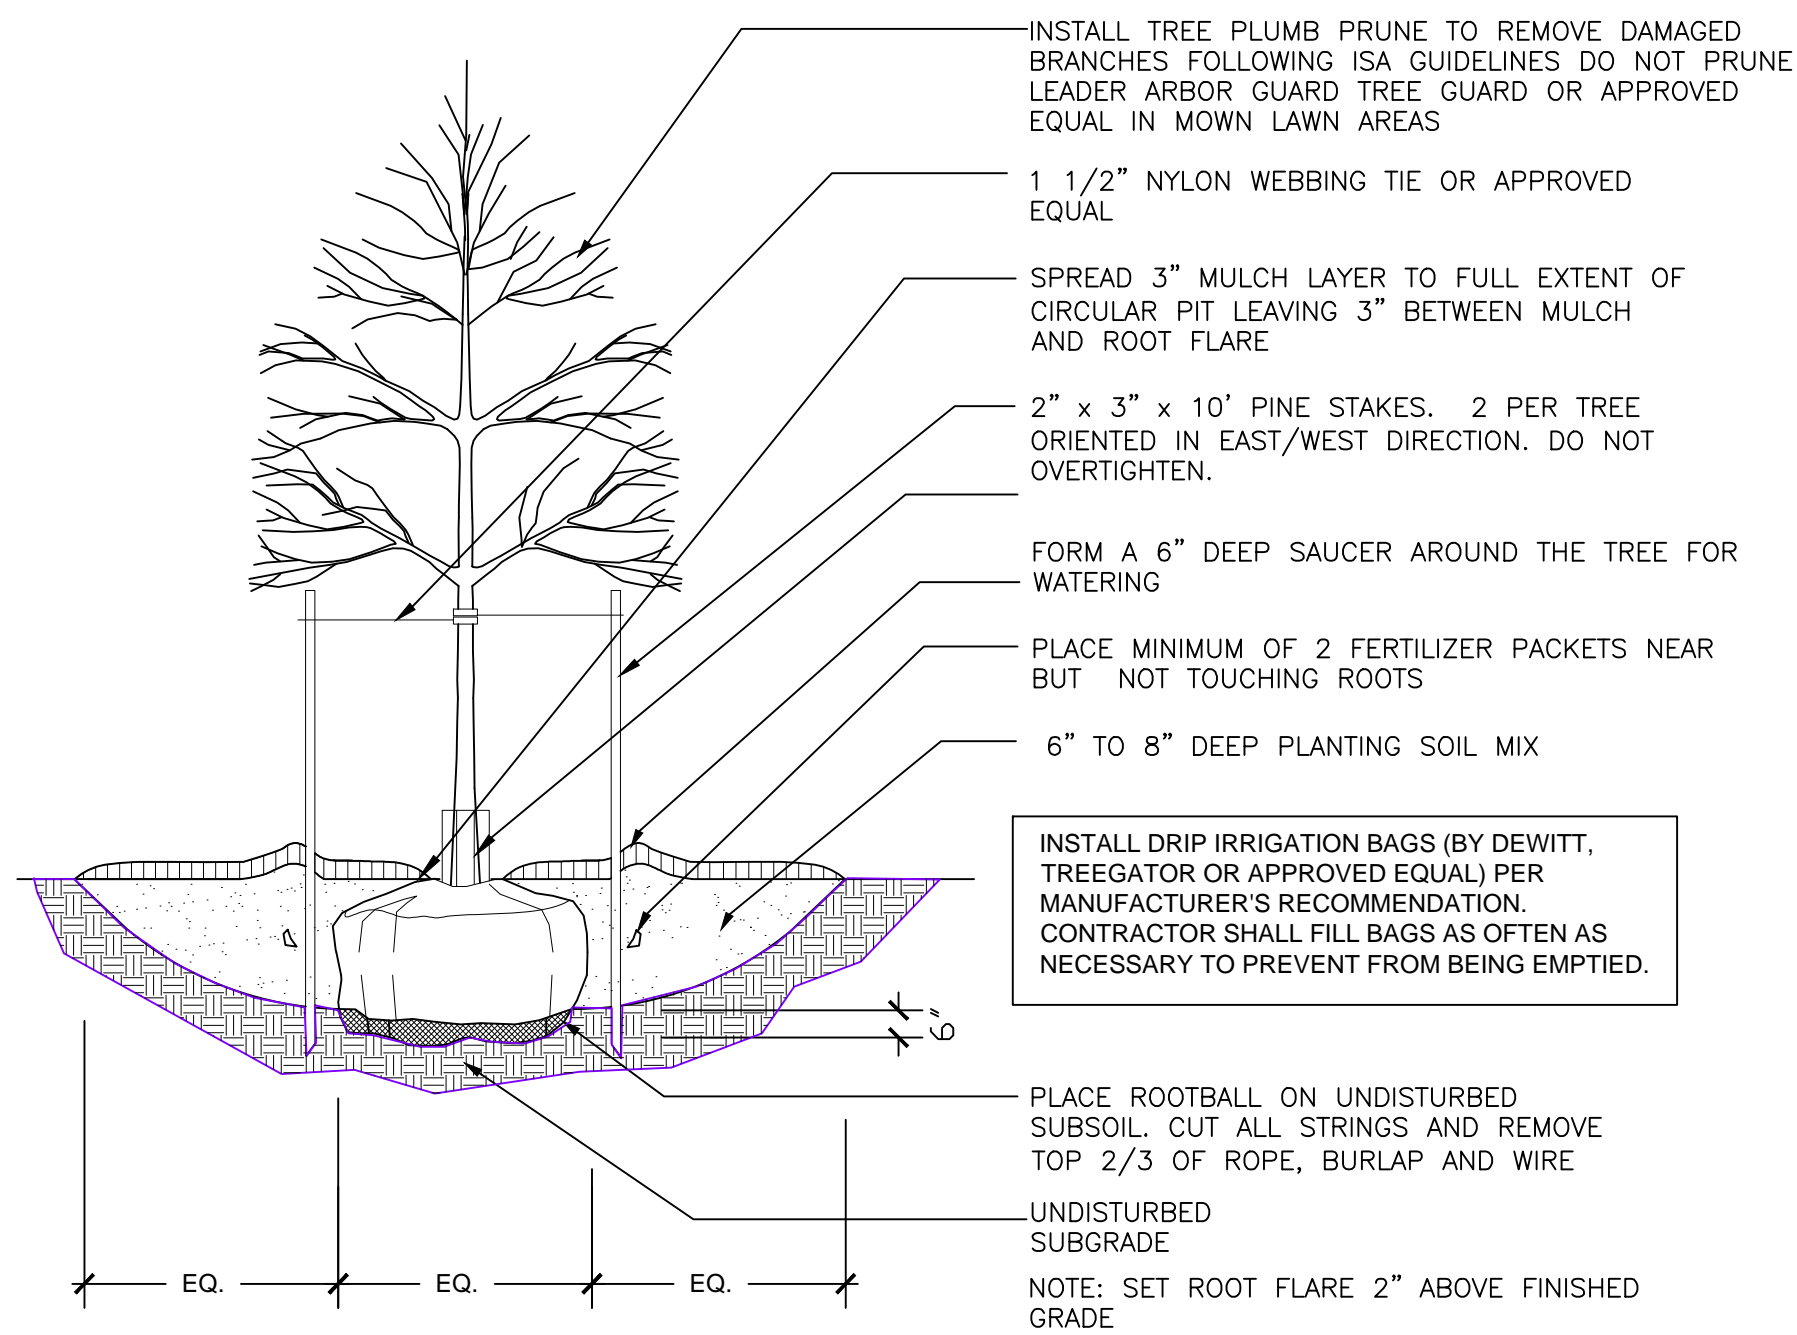 INSTALL TREE PLUMB PRUNE TO REMOVE DAMAGED
BRANCHES FOLLOWING ISA GUIDELINES DO NOT PRUNE
LEADER ARBOR GUARD TREE GUARD OR APPROVED
EQUAL IN MOWN LAWN AREAS
1 1/2" NYLON WEBBING TIE OR APPROVED
EQUAL
SPREAD 3" MULCH LAYER TO FULL EXTENT OF
CIRCULAR PIT LEAVING 3" BETWEEN MULCH
AND ROOT FLARE
2" x 3" x 10' PINE STAKES. 2 PER TREE
ORIENTED IN EAST/WEST DIRECTION. DO NOT
OVERTIGHTEN.
FORM A 6" DEEP SAUCER AROUND THE TREE FOR
WATERING
PLACE MINIMUM OF 2 FERTILIZER PACKETS NEAR
BUT NOT TOUCHING ROOTS
6" TO 8" DEEP PLANTING SOIL MIX
INSTALL DRIP IRRIGATION BAGS (BY DEWITT,
TREEGATOR OR APPROVED EQUAL) PER
MANUFACTURER'S RECOMMENDATION.
CONTRACTOR SHALL FILL BAGS AS OFTEN AS
NECESSARY TO PREVENT FROM BEING EMPTIED.
6"
PLACE ROOTBALL ON UNDISTURBED
SUBSOIL. CUT ALL STRINGS AND REMOVE
TOP 2/3 OF ROPE, BURLAP AND WIRE
UNDISTURBED
SUBGRADE
EQ. EQ. EQ.
NOTE: SET ROOT FLARE 2" ABOVE FINISHED
GRADE